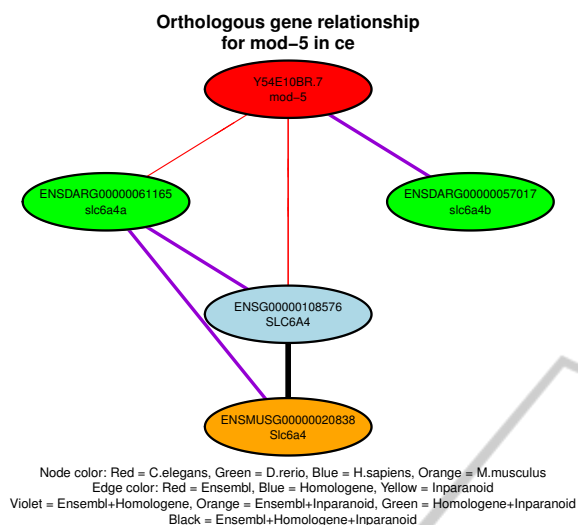 Orthologous gene relationship
for mod−5 in ce
Y54E10BR.7
mod−5
ENSDARG00000061165
slc6a4a
ENSDARG00000057017
slc6a4b
ENSG00000108576
SLC6A4
ENSMUSG00000020838
Slc6a4
Node color: Red = C.elegans, Green = D.rerio, Blue = H.sapiens, Orange = M.musculus
Edge color: Red = Ensembl, Blue = Homologene, Yellow = Inparanoid
Violet = Ensembl+Homologene, Orange = Ensembl+Inparanoid, Green = Homologene+Inparanoid
Black = Ensembl+Homologene+Inparanoid